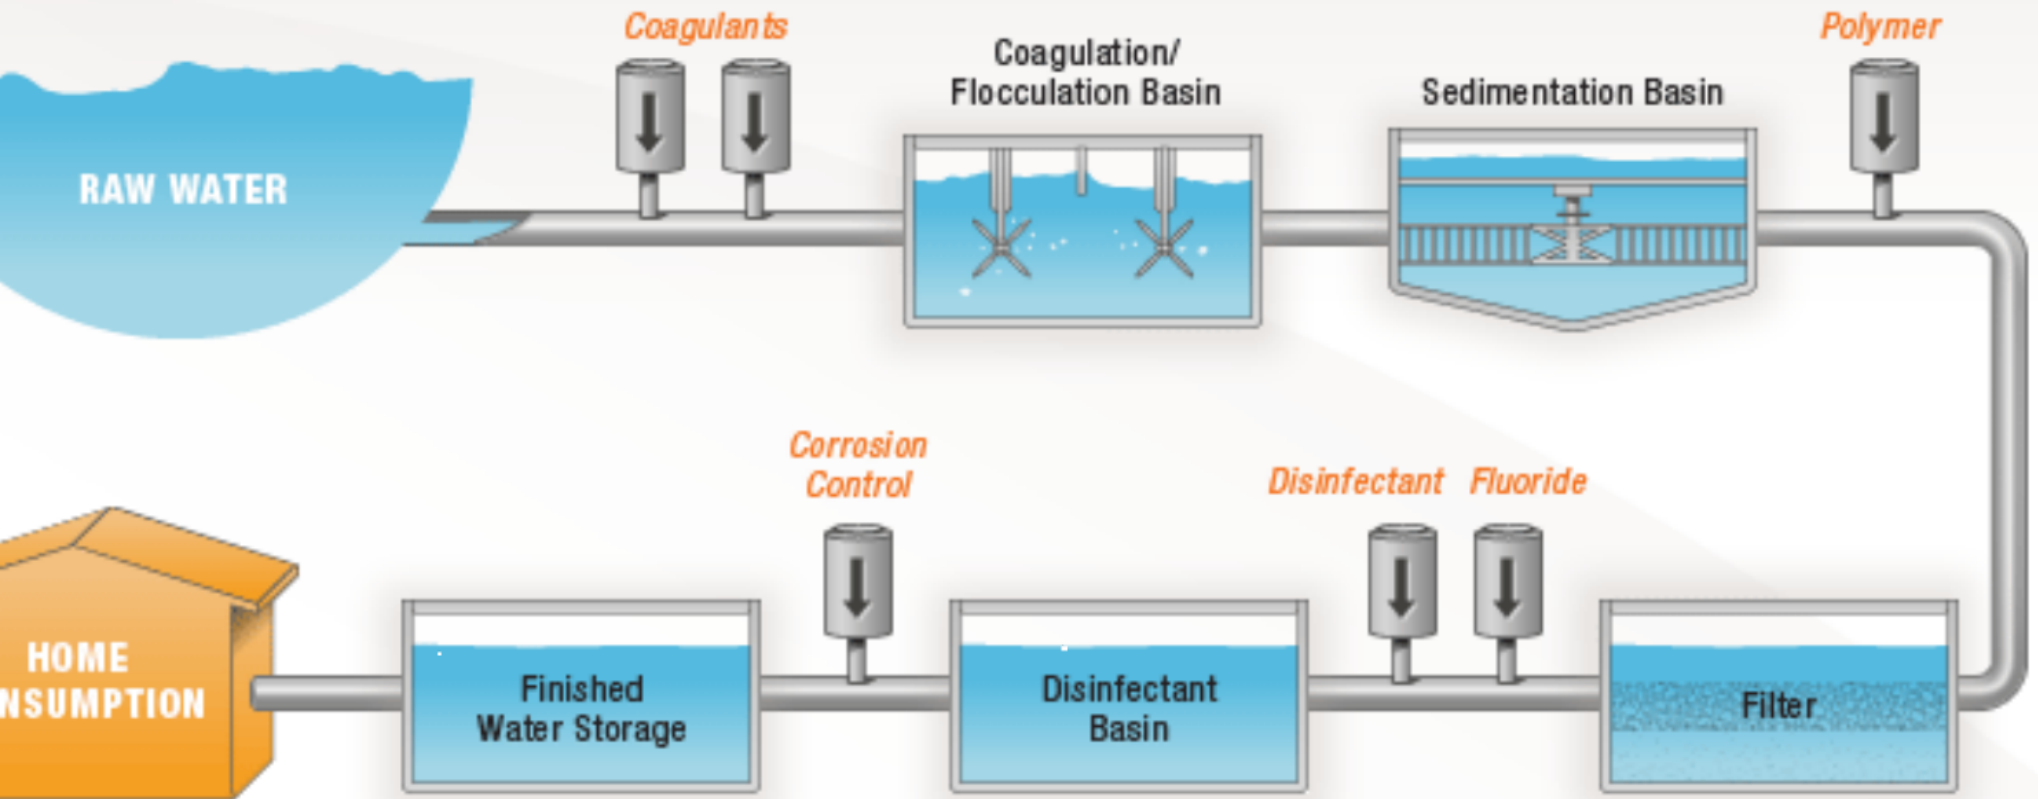 Coagulants
Polymer
Coagulation/
Flocculation Basin
Sedimentation Basin
RAW WATER
Corrosion
Control
Disinfectant
Fluoride
HOME
NSUMPTION
Finished
Water Storage
Disinfectant
Basin
Filter